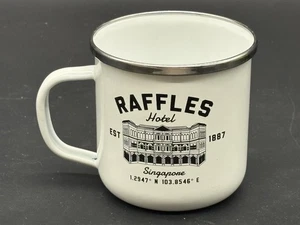 RAFFLES
Hotel
EST 1887
Singapore
1.2947° N 103.8546° E